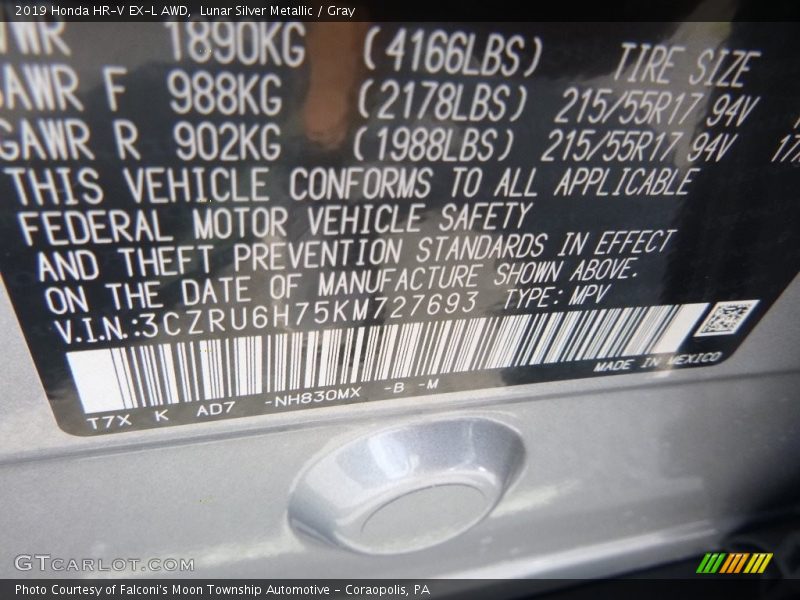 2019 Honda HR-V EX-L AWD, Lunar Silver Metallic / Gray
1890KG (4166LBS) TIRE SIZE
GAWR F 988KG (2178LBS) 215/55R17 94V
GAWR R 902KG (1988LBS) 215/55R17 94V
THIS VEHICLE CONFORMS TO ALL APPLICABLE
FEDERAL MOTOR VEHICLE SAFETY
AND THEFT PREVENTION STANDARDS IN EFFECT
ON THE DATE OF MANUFACTURE SHOWN ABOVE.
V.I.N.:3CZRU6H75KM727693 TYPE: MPV
MADE IN MEXICO
T7X K AD7 -NH830MX -B -M
GTCARLOT.COM
Photo Courtesy of Falconi's Moon Township Automotive - Coraopolis, PA